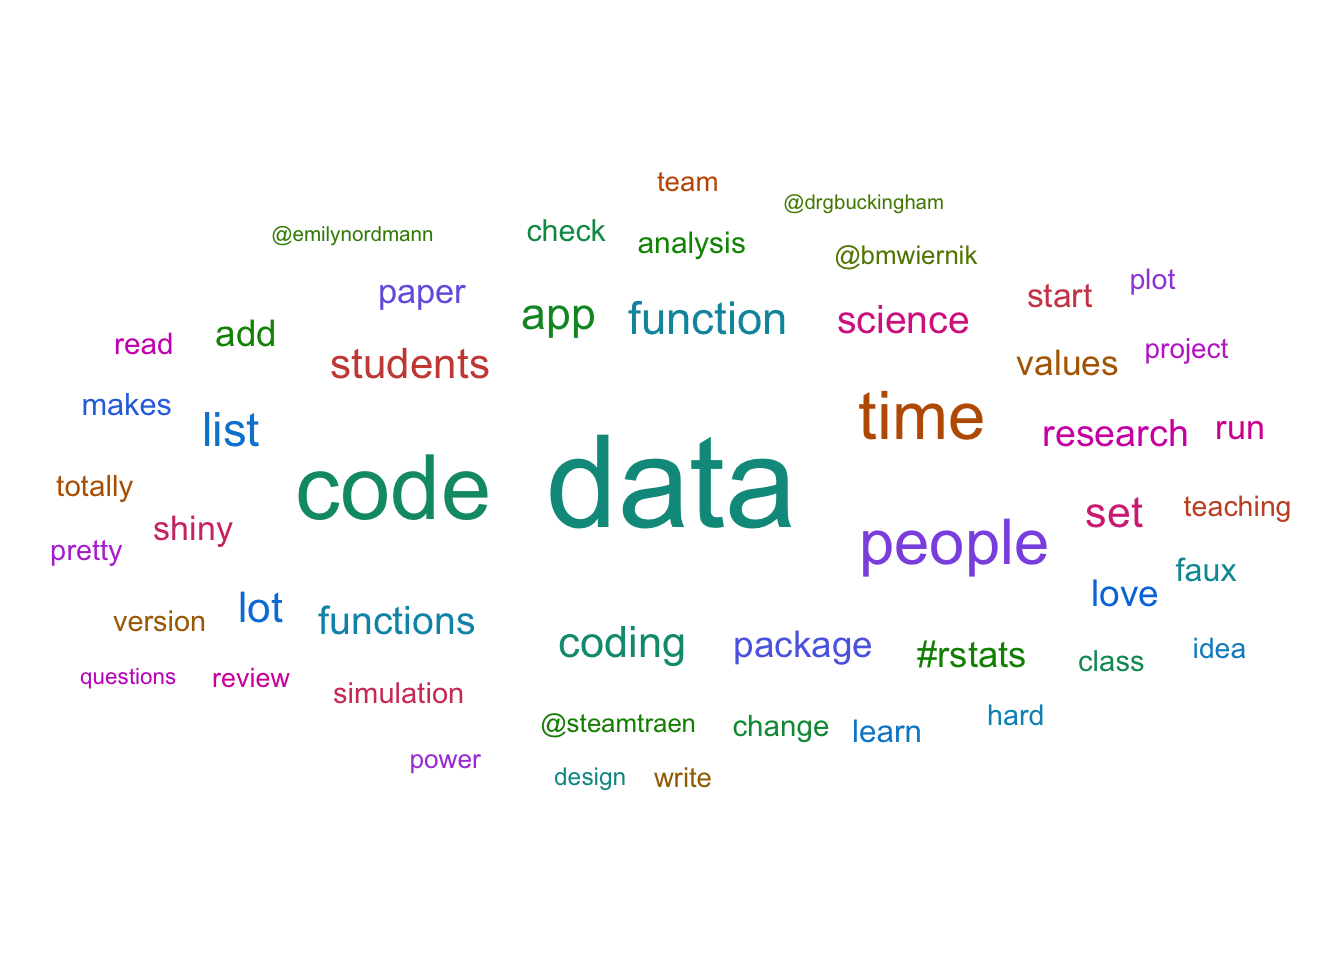 team
@drgbuckingham
@emilynordmann
check
analysis
@bmwiernik
plot
paper
start
app
function
science
add
read
project
students
values
makes
time
list
research
run
data
code
totally
set
teaching
shiny
people
pretty
faux
love
lot
version
functions
coding
package
#rstats
idea
class
questions
review
simulation
hard
@steamtraen
change
learn
power
design
write